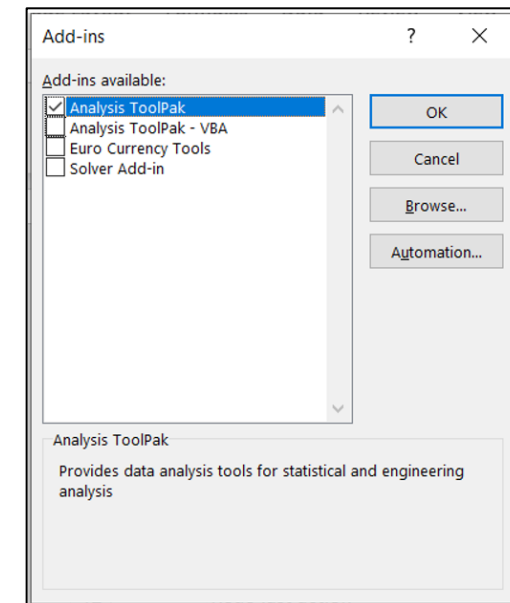 Add-ins
?
Add-ins available:
Analysis ToolPak
Analysis ToolPak - VBA
Euro Currency Tools
Solver Add-in
OK
Cancel
Browse...
Automation...
Analysis ToolPak
Provides data analysis tools for statistical and engineering
analysis